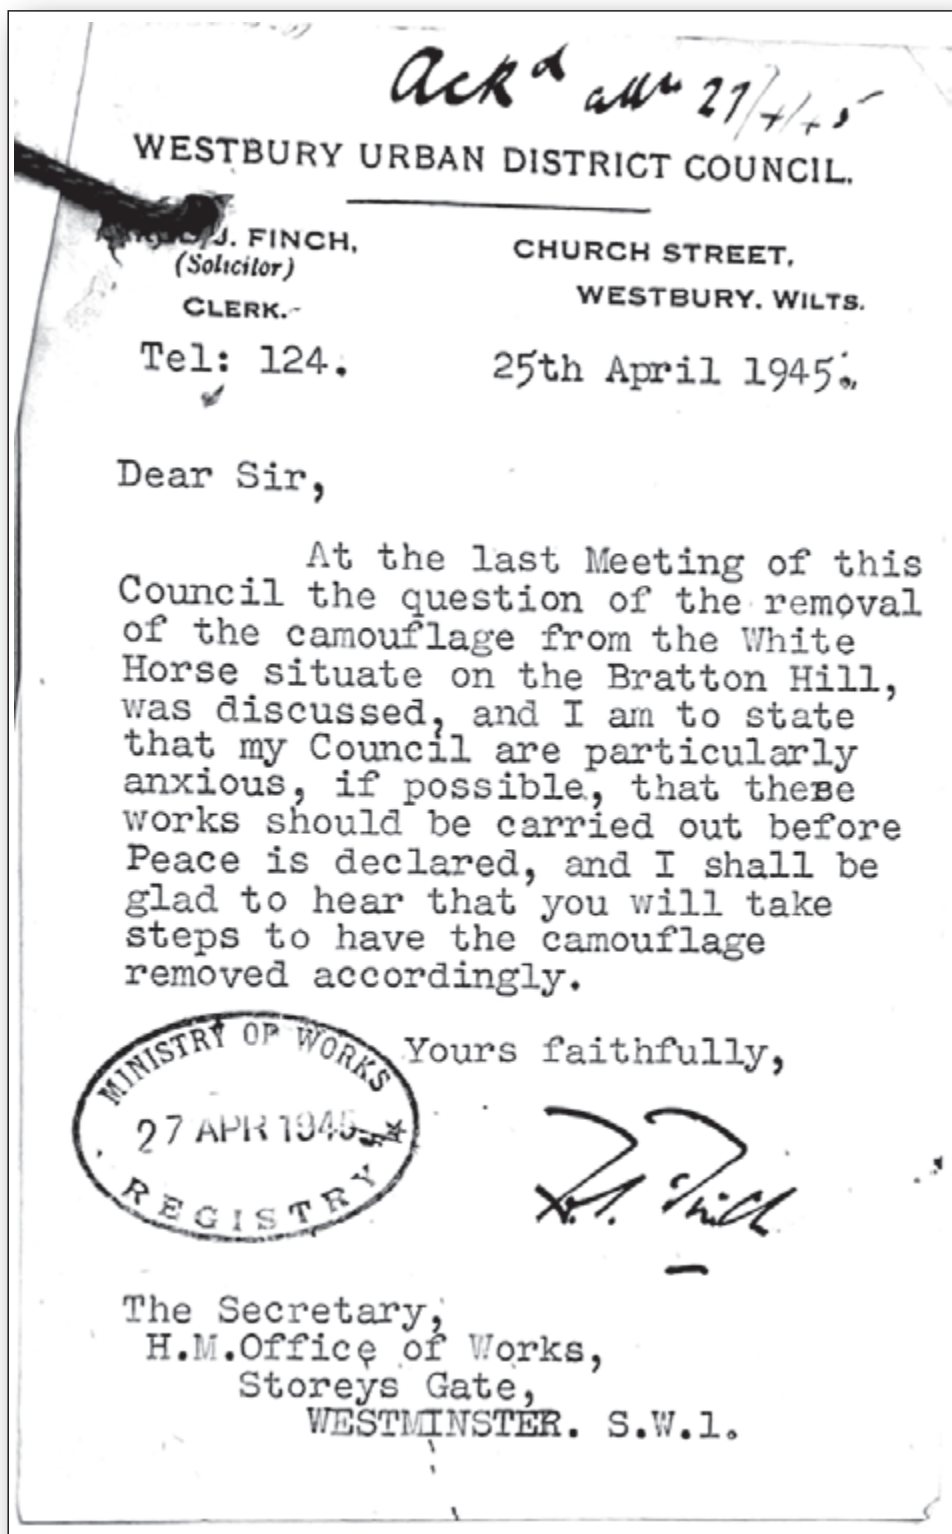 Ackd 27/4/45
WESTBURY URBAN DISTRICT COUNCIL.
J. FINCH,
(Solicitor)
CLERK.
CHURCH STREET,
WESTBURY. WILTS.
Tel: 124.
25th April 1945.
Dear Sir,
At the last Meeting of this
Council the question of the removal
of the camouflage from the White
Horse situate on the Bratton Hill,
was discussed, and I am to state
that my Council are particularly
anxious, if possible, that these
works should be carried out before
Peace is declared, and I shall be
glad to hear that you will take
steps to have the camouflage
removed accordingly.
Yours faithfully,
MINISTRY OF WORKS
27 APR 1945
REGISTRY
The Secretary,
H.M.Office of Works,
Storeys Gate,
WESTMINSTER. S.W.1.